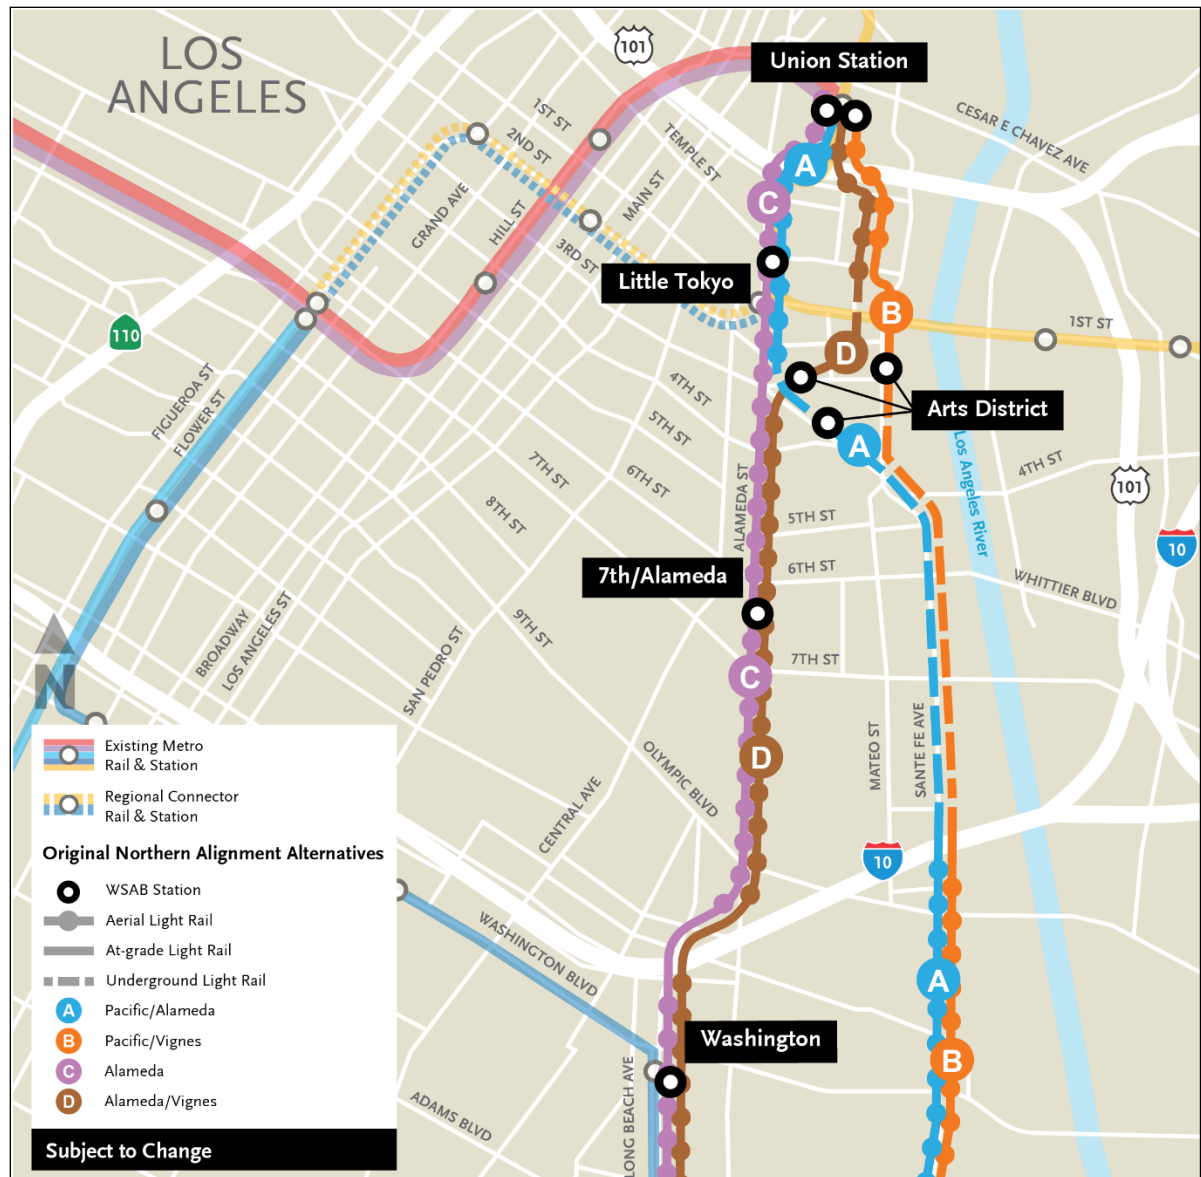 LOS
ANGELES
101
Union Station
CESAR E CHAVEZ AVE
1ST ST
2ND ST
TEMPLE ST
A
MAIN ST
C
GRAND AVE
HILL ST
3RD ST
Little Tokyo
B
1ST ST
110
D
FIGUEROA ST
FLOWER ST
4TH ST
Arts District
5TH ST
A
Los Angeles River
4TH ST
101
7TH ST
6TH ST
ALAMEDA ST
8TH ST
5TH ST
10
7th/Alameda
6TH ST
WHITTIER BLVD
BROADWAY
LOS ANGELES ST
9TH ST
SAN PEDRO ST
7TH ST
N
C
MATEO ST
SANTE FE AVE
D
OLYMPIC BLVD
CENTRAL AVE
10
WASHINGTON BLVD
A
Washington
B
LONG BEACH AVE
ADAMS BLVD
Existing Metro
Rail & Station
Regional Connector
Rail & Station
Original Northern Alignment Alternatives
WSAB Station
Aerial Light Rail
At-grade Light Rail
Underground Light Rail
A Pacific/Alameda
B Pacific/Vignes
C Alameda
D Alameda/Vignes
Subject to Change